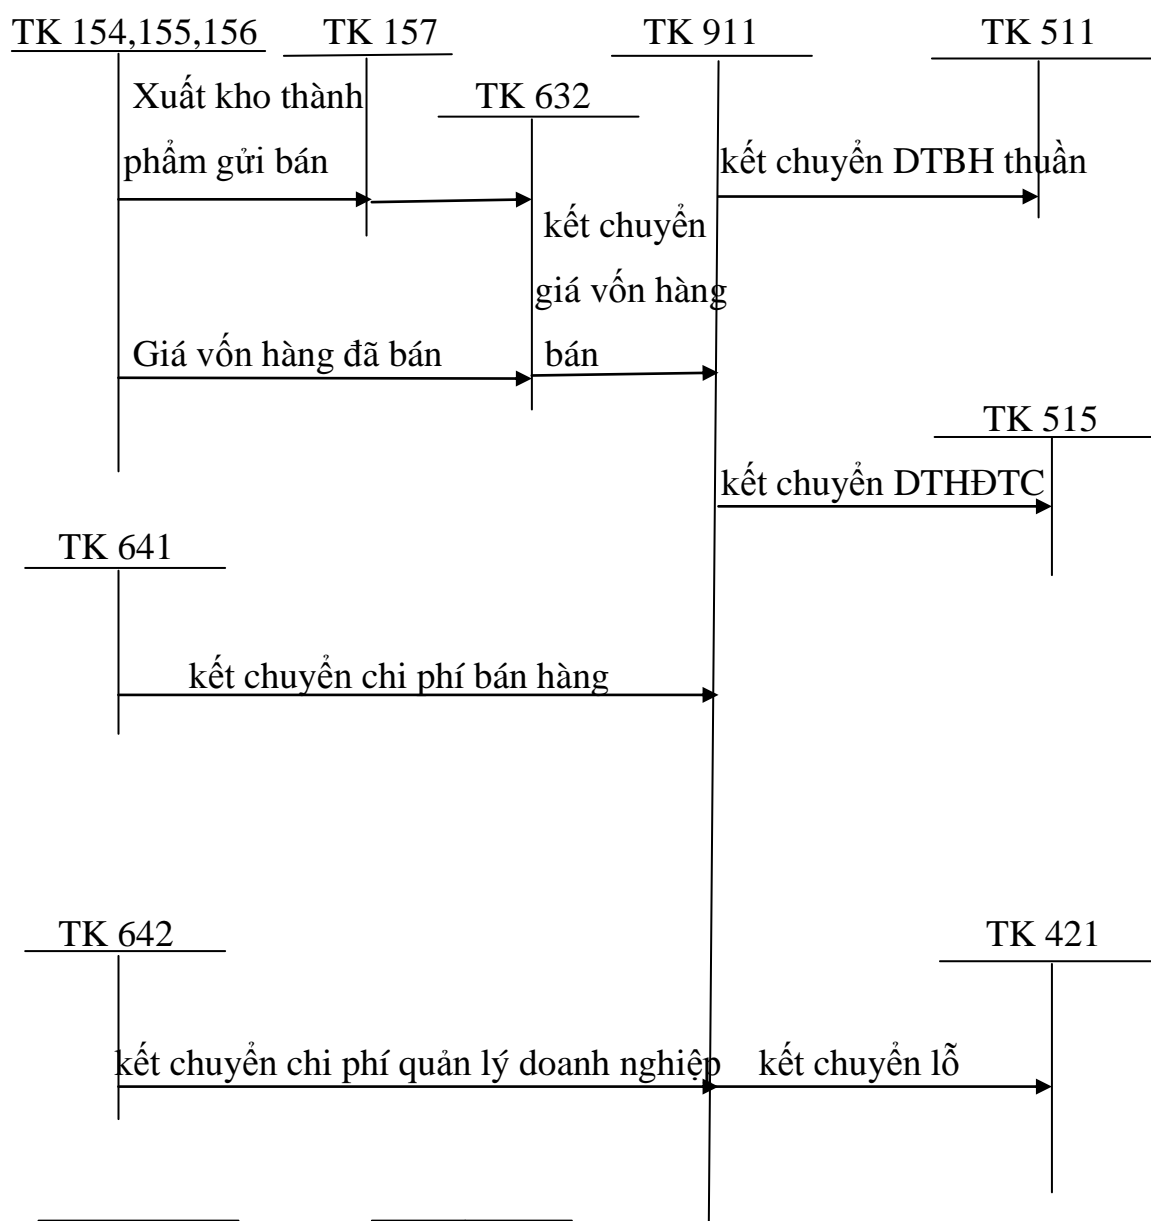 TK 154,155,156 TK 157 TK 911 TK 511
Xuất kho thành
TK 632
phẩm gửi bán
kết chuyển DTBH thuần
kết chuyển
giá vốn hàng
Giá vốn hàng đã bán
bán
TK 515
kết chuyển DTHĐTC
TK 641
kết chuyển chi phí bán hàng
TK 642
TK 421
kết chuyển chi phí quản lý doanh nghiệp
kết chuyển lỗ